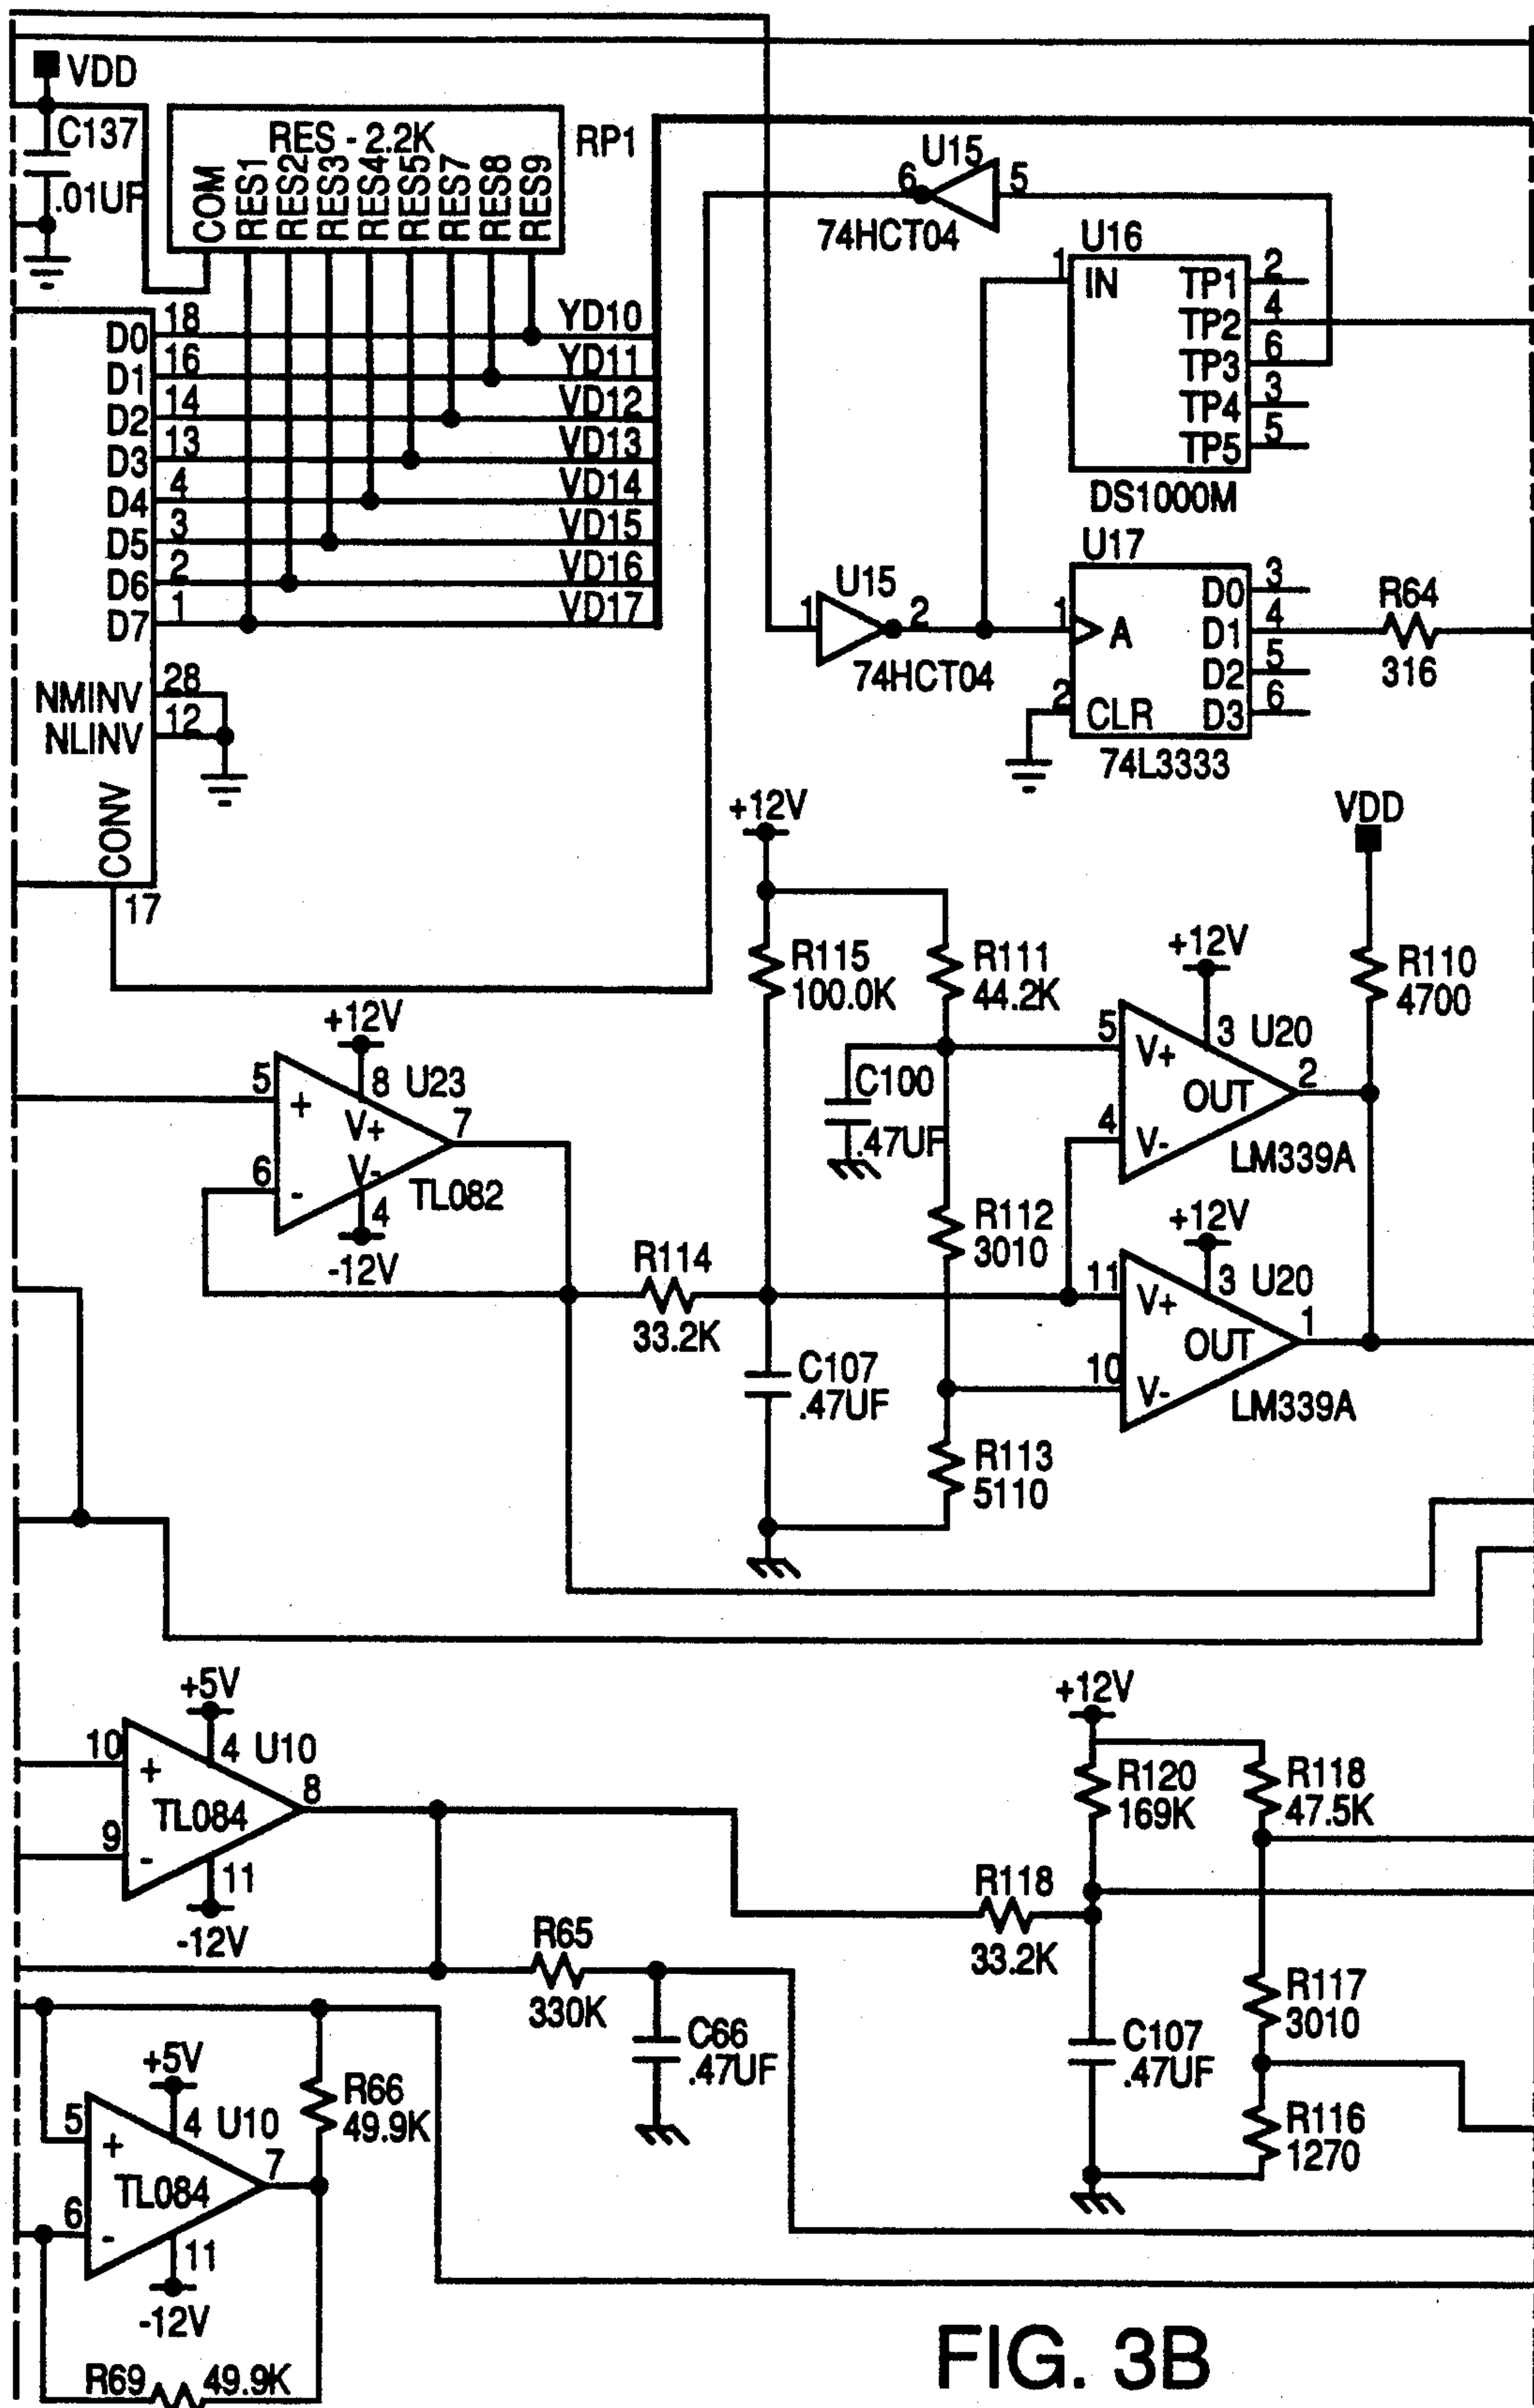 VDD
C137
.01UF
RES - 2.2K
RP1
COM
RES1
RES2
RES3
RES4
RES5
RES7
RES8
RES9
D0
18
YD10
D1
16
YD11
D2
14
VD12
D3
13
VD13
D4
4
VD14
D5
3
VD15
D6
2
VD16
D7
1
VD17
NMINV
28
NLINV
12
CONV
17
U15
6
5
74HCT04
U16
1
IN
TP1
2
TP2
4
TP3
6
TP4
3
TP5
5
DS1000M
U15
1
2
74HCT04
U17
1
A
2
CLR
D0
3
D1
4
D2
5
D3
6
74L3333
R64
316
+12V
R115
100.0K
R111
44.2K
C100
.47UF
R112
3010
R113
5110
C107
.47UF
R114
33.2K
+12V
5
+
8
U23
V+
7
6
-
V-
4
TL082
-12V
VDD
R110
4700
+12V
5
V+
3
U20
OUT
2
4
V-
LM339A
+12V
11
V+
3
U20
OUT
1
10
V-
LM339A
+5V
10
+
4
U10
TL084
8
9
-
11
-12V
R65
330K
C66
.47UF
+12V
R120
169K
R118
47.5K
R118
33.2K
R117
3010
C107
.47UF
R116
1270
+5V
5
+
4
U10
TL084
7
6
-
11
-12V
R66
49.9K
R69
49.9K
FIG. 3B